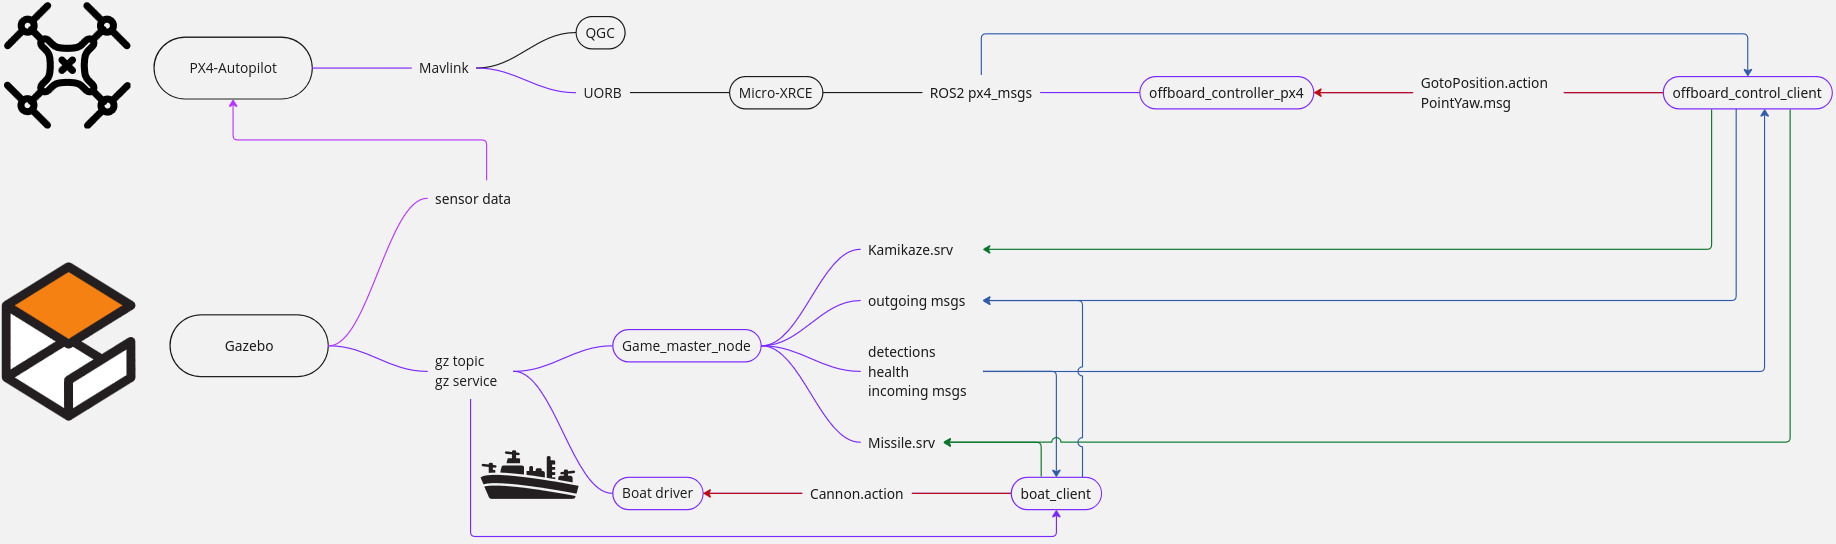 QGC
PX4-Autopilot
Mavlink
UORB
Micro-XRCE
ROS2 px4_msgs
offboard_controller_px4
GotoPosition.action
PointYaw.msg
offboard_control_client
sensor data
Kamikaze.srv
outgoing msgs
Gazebo
gz topic
gz service
Game_master_node
detections
health
incoming msgs
Missile.srv
Boat driver
Cannon.action
boat_client